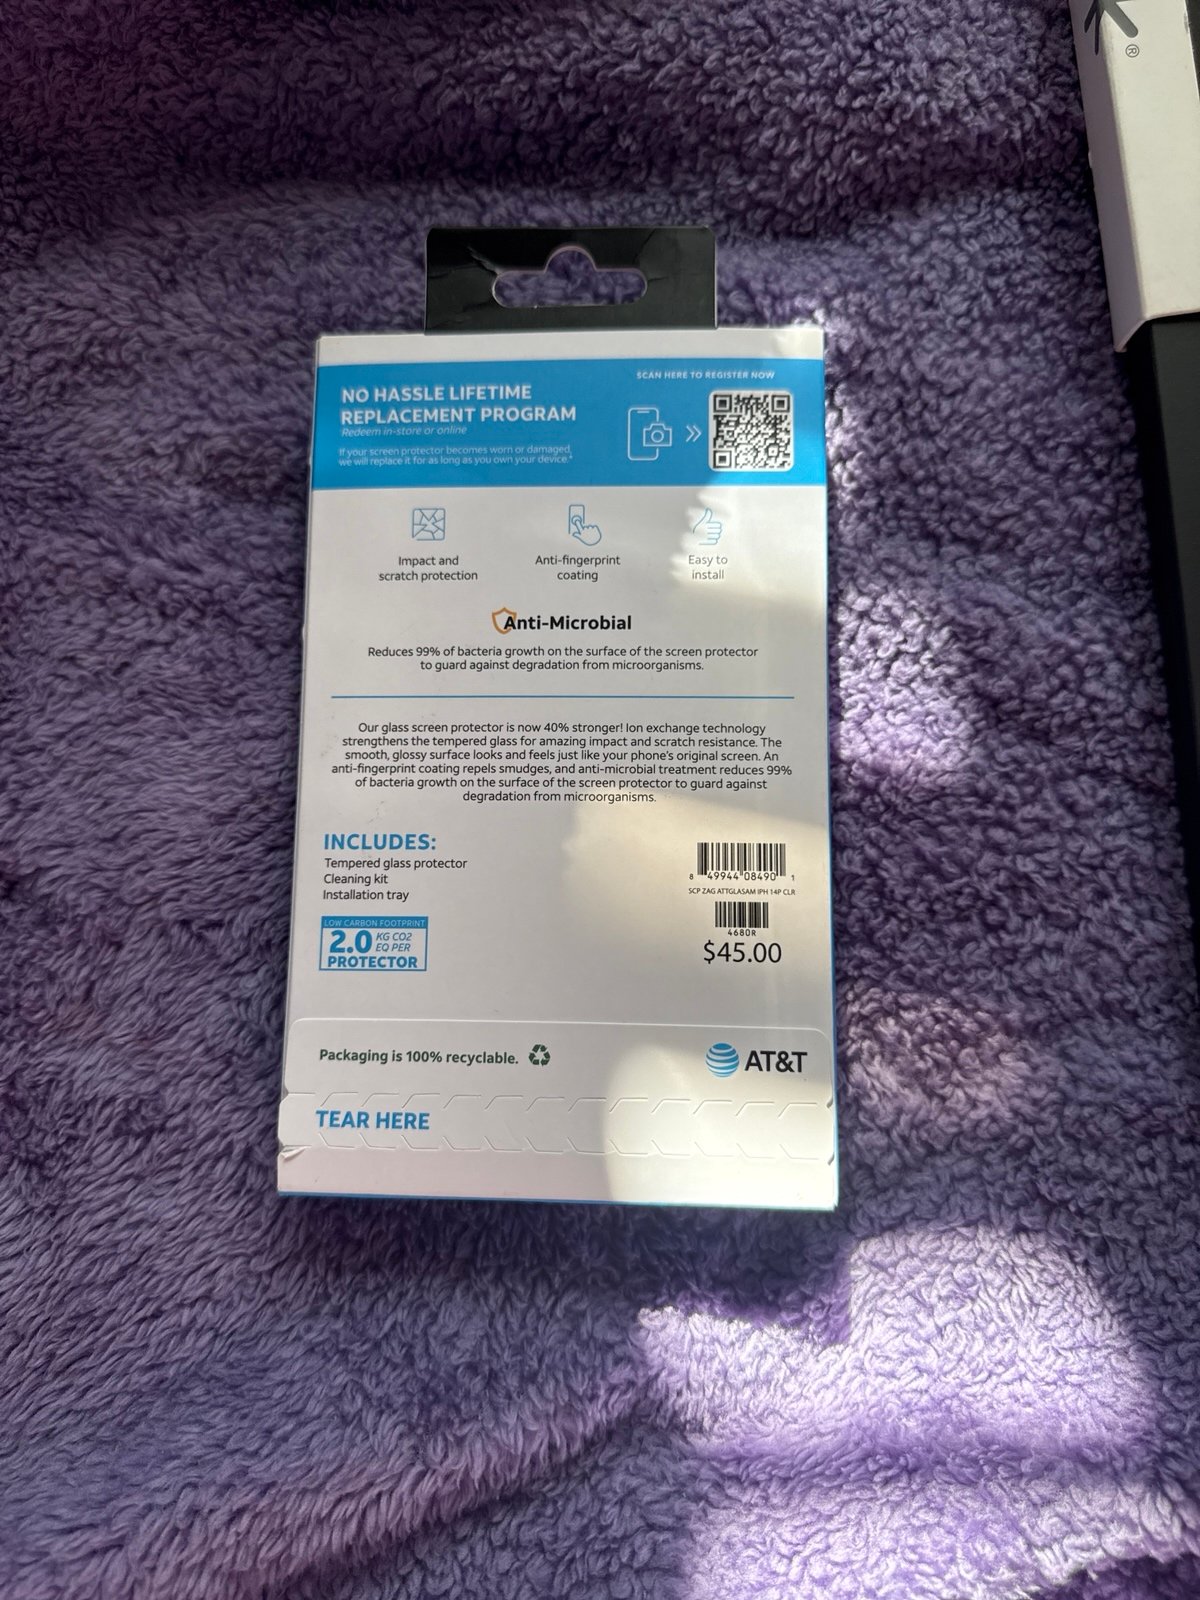 ®
NO HASSLE LIFETIME
REPLACEMENT PROGRAM
Redeem in-store or online
If your screen protector becomes worn or damaged,
we will replace it for as long as you own your device.*
SCAN HERE TO REGISTER NOW
Impact and
scratch protection
Anti-fingerprint
coating
Easy to
install
Anti-Microbial
Reduces 99% of bacteria growth on the surface of the screen protector
to guard against degradation from microorganisms.
Our glass screen protector is now 40% stronger! Ion exchange technology
strengthens the tempered glass for amazing impact and scratch resistance. The
smooth, glossy surface looks and feels just like your phone's original screen. An
anti-fingerprint coating repels smudges, and anti-microbial treatment reduces 99%
of bacteria growth on the surface of the screen protector to guard against
degradation from microorganisms.
INCLUDES:
Tempered glass protector
Cleaning kit
Installation tray
LOW CARBON FOOTPRINT
2.0 KG CO2
EQ PER
PROTECTOR
8 49944 08490 1
SCP ZAG ATTGLASAM IPH 14P CLR
4680R
$45.00
Packaging is 100% recyclable.
AT&T
TEAR HERE